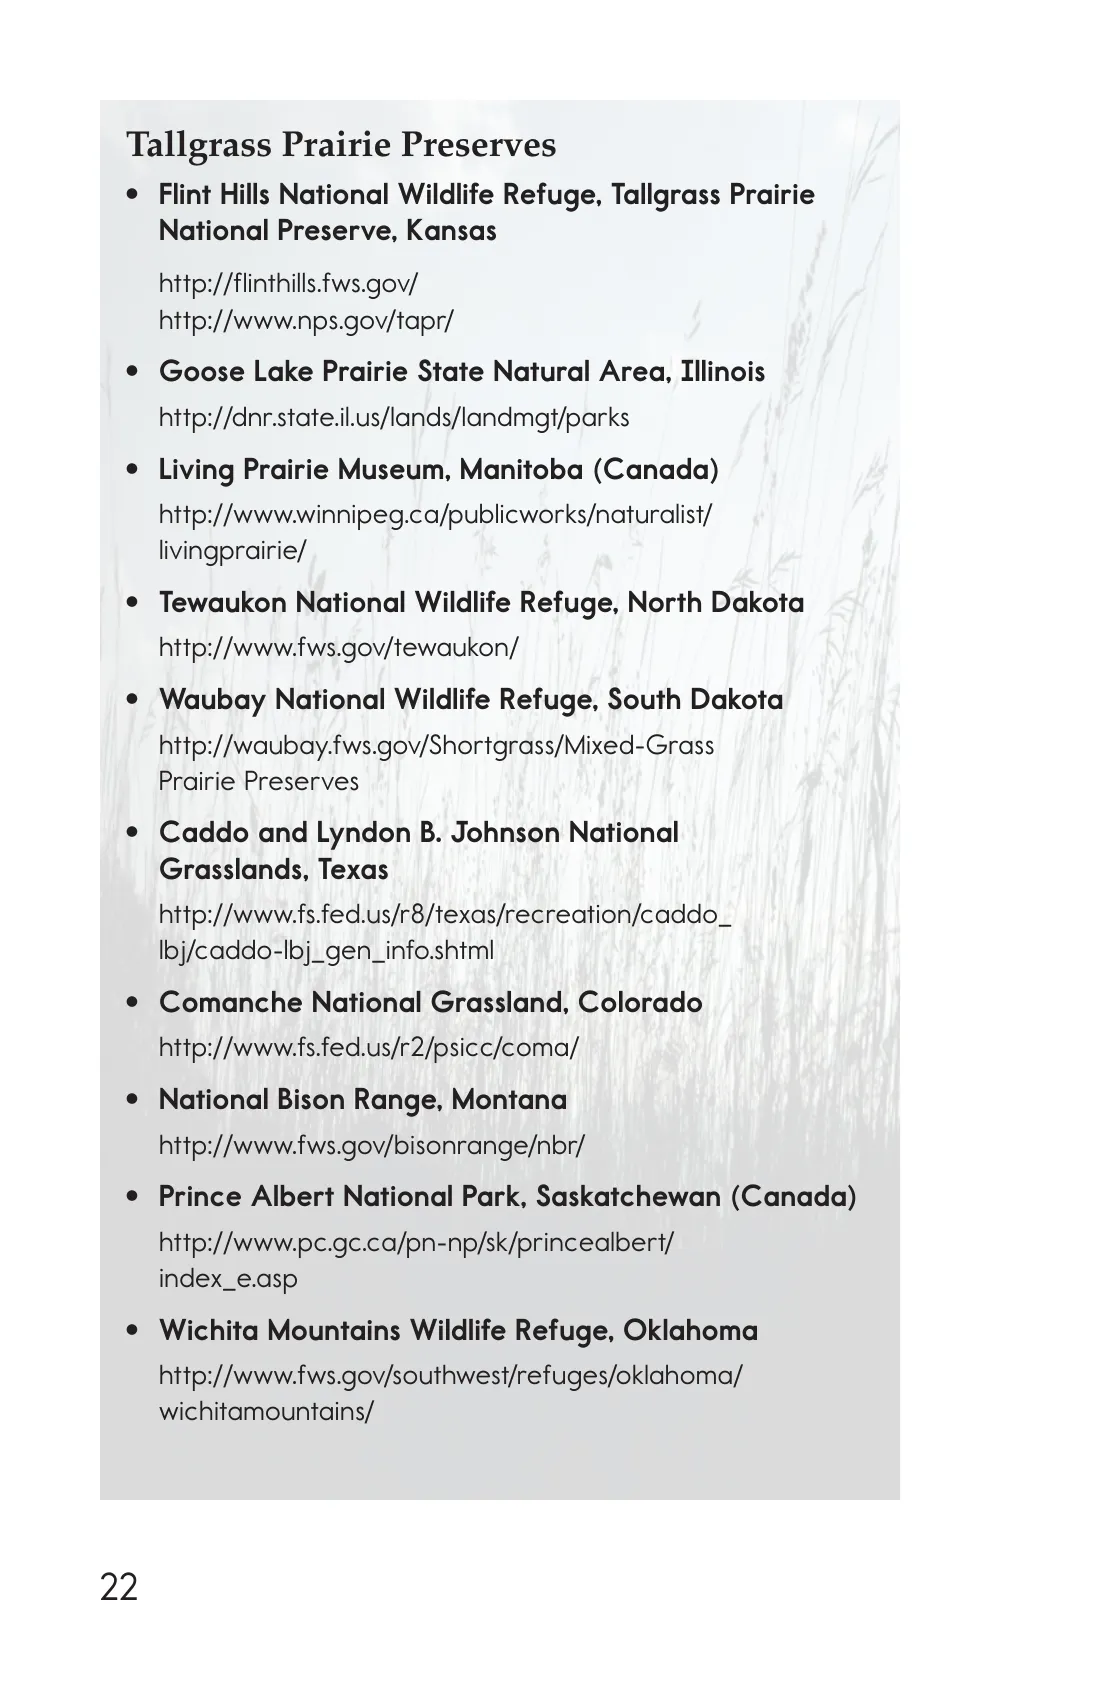 Tallgrass Prairie Preserves
• Flint Hills National Wildlife Refuge, Tallgrass Prairie
National Preserve, Kansas
http://flinthills.fws.gov/
http://www.nps.gov/tapr/
• Goose Lake Prairie State Natural Area, Illinois
http://dnr.state.il.us/lands/landmgt/parks
• Living Prairie Museum, Manitoba (Canada)
http://www.winnipeg.ca/publicworks/naturalist/
livingprairie/
• Tewaukon National Wildlife Refuge, North Dakota
http://www.fws.gov/tewaukon/
• Waubay National Wildlife Refuge, South Dakota
http://waubay.fws.gov/Shortgrass/Mixed-Grass
Prairie Preserves
• Caddo and Lyndon B. Johnson National
Grasslands, Texas
http://www.fs.fed.us/r8/texas/recreation/caddo_
lbj/caddo-lbj_gen_info.shtml
• Comanche National Grassland, Colorado
http://www.fs.fed.us/r2/psicc/coma/
• National Bison Range, Montana
http://www.fws.gov/bisonrange/nbr/
• Prince Albert National Park, Saskatchewan (Canada)
http://www.pc.gc.ca/pn-np/sk/princealbert/
index_e.asp
• Wichita Mountains Wildlife Refuge, Oklahoma
http://www.fws.gov/southwest/refuges/oklahoma/
wichitamountains/
22